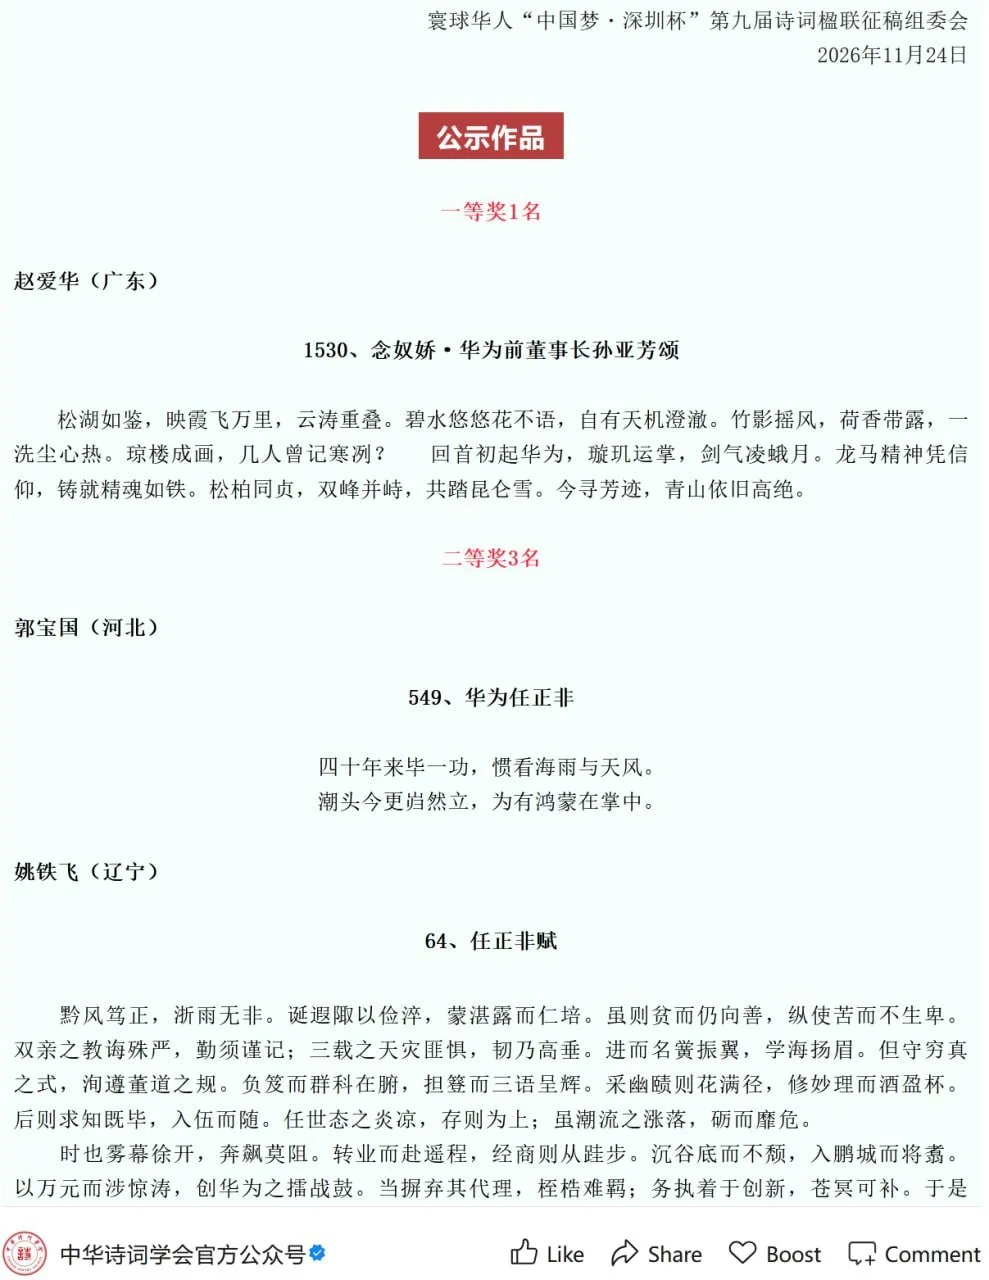 寰球华人“中国梦·深圳杯”第九届诗词楹联征稿组委会
2026年11月24日
公示作品
一等奖1名
赵爱华（广东）
1530、念奴娇·华为前董事长孙亚芳颂
松湖如鉴，映霞飞万里，云涛重叠。碧水悠悠花不语，自有天机澄澈。竹影摇风，荷香带露，一
洗尘心热。琼楼成画，几人曾记寒冽？　　回首初起华为，璇玑运掌，剑气凌蛾月。龙马精神凭信
仰，铸就精魂如铁。松柏同贞，双峰并峙，共踏昆仑雪。今寻芳迹，青山依旧高绝。
二等奖3名
郭宝国（河北）
549、华为任正非
四十年来毕一功，惯看海雨与天风。
潮头今更岿然立，为有鸿蒙在掌中。
姚铁飞（辽宁）
64、任正非赋
黔风笃正，浙雨无非。诞遐陬以俭淬，蒙湛露而仁培。虽则贫而仍向善，纵使苦而不生卑。
双亲之教诲殊严，勤须谨记；三载之天灾匪惧，韧乃高垂。进而名黉振翼，学海扬眉。但守穷真
之式，洵遵董道之规。负笈而群科在腑，担簦而三语呈辉。采幽赜则花满径，修妙理而酒盈杯。
后则求知既毕，入伍而随。任世态之炎凉，存则为上；虽潮流之涨落，砺而靡危。
时也雾幕徐开，奔飙莫阻。转业而赴遥程，经商则从跬步。沉谷底而不颓，入鹏城而将翥。
以万元而涉惊涛，创华为之擂战鼓。当摒弃其代理，桎梏难羁；务执着于创新，苍冥可补。于是
中华诗词学会官方公众号
Like
Share
Boost
Comment